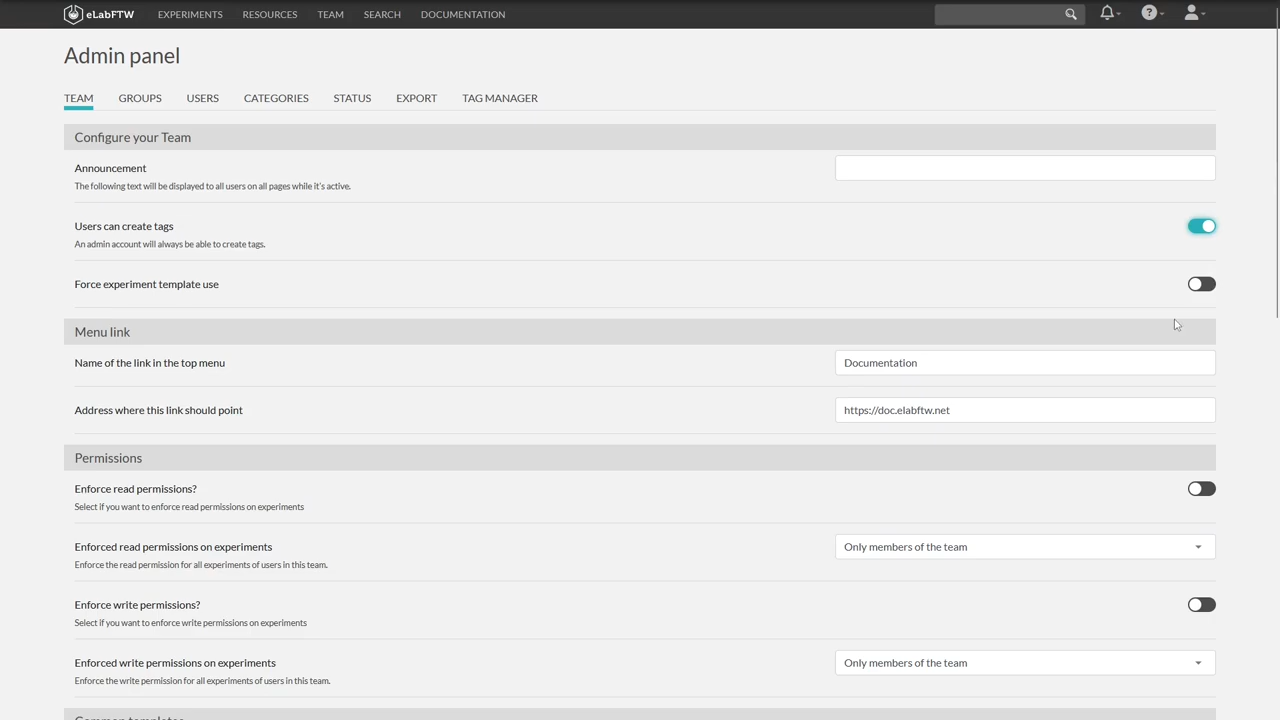 eLabFTW EXPERIMENTS RESOURCES TEAM SEARCH DOCUMENTATION
Admin panel
TEAM GROUPS USERS CATEGORIES STATUS EXPORT TAG MANAGER
Configure your Team
Announcement
The following text will be displayed to all users on all pages while it's active.
Users can create tags
An admin account will always be able to create tags.
Force experiment template use
Menu link
Name of the link in the top menu Documentation
Address where this link should point https://doc.elabftw.net
Permissions
Enforce read permissions?
Select if you want to enforce read permissions on experiments
Enforced read permissions on experiments Only members of the team
Enforce the read permission for all experiments of users in this team.
Enforce write permissions?
Select if you want to enforce write permissions on experiments
Enforced write permissions on experiments Only members of the team
Enforce the write permission for all experiments of users in this team.
Common templates